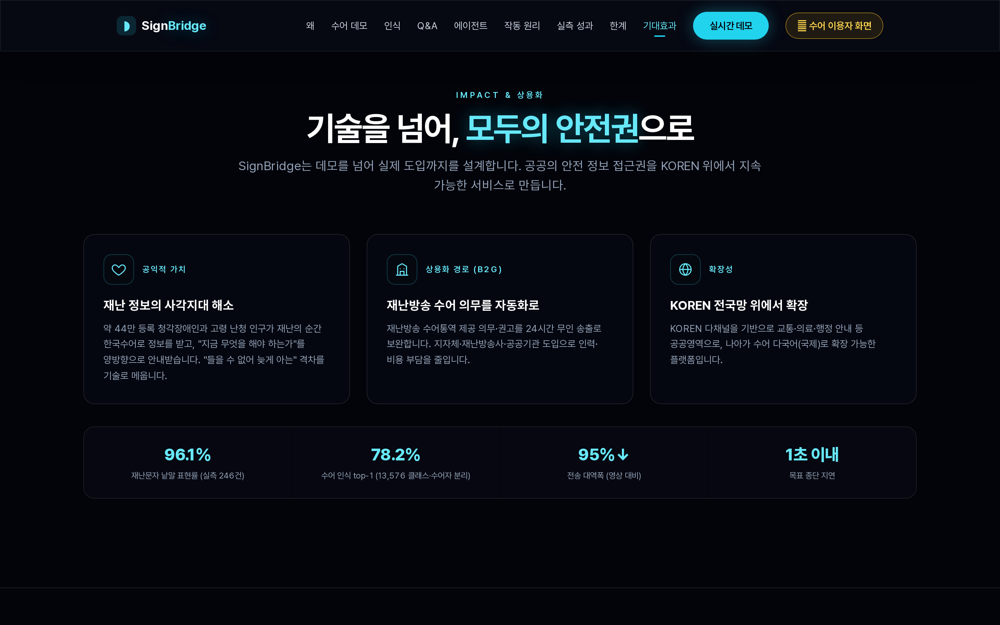 SignBridge
왜 수어 데모 인식 Q&A 에이전트 작동 원리 실측 성과 한계 기대효과 실시간 데모 수어 이용자 화면
IMPACT & 상용화
기술을 넘어, 모두의 안전권으로
SignBridge는 데모를 넘어 실제 도입까지를 설계합니다. 공공의 안전 정보 접근권을 KOREN 위에서 지속
가능한 서비스로 만듭니다.
공익적 가치
재난 정보의 사각지대 해소
약 44만 등록 청각장애인과 고령 난청 인구가 재난의 순간
한국수어로 정보를 받고, "지금 무엇을 해야 하는가"를
양방향으로 안내받습니다. "들을 수 없어 늦게 아는" 격차를
기술로 메웁니다.
상용화 경로 (B2G)
재난방송 수어 의무를 자동화로
재난방송 수어통역 제공 의무·권고를 24시간 무인 송출로
보완합니다. 지자체·재난방송사·공공기관 도입으로 인력·
비용 부담을 줄입니다.
확장성
KOREN 전국망 위에서 확장
KOREN 다채널을 기반으로 교통·의료·행정 안내 등
공공영역으로, 나아가 수어 다국어(국제)로 확장 가능한
플랫폼입니다.
96.1%
재난문자 낱말 표현률 (실측 246건)
78.2%
수어 인식 top-1 (13,576 클래스·수어자 분리)
95%↓
전송 대역폭 (영상 대비)
1초 이내
목표 종단 지연